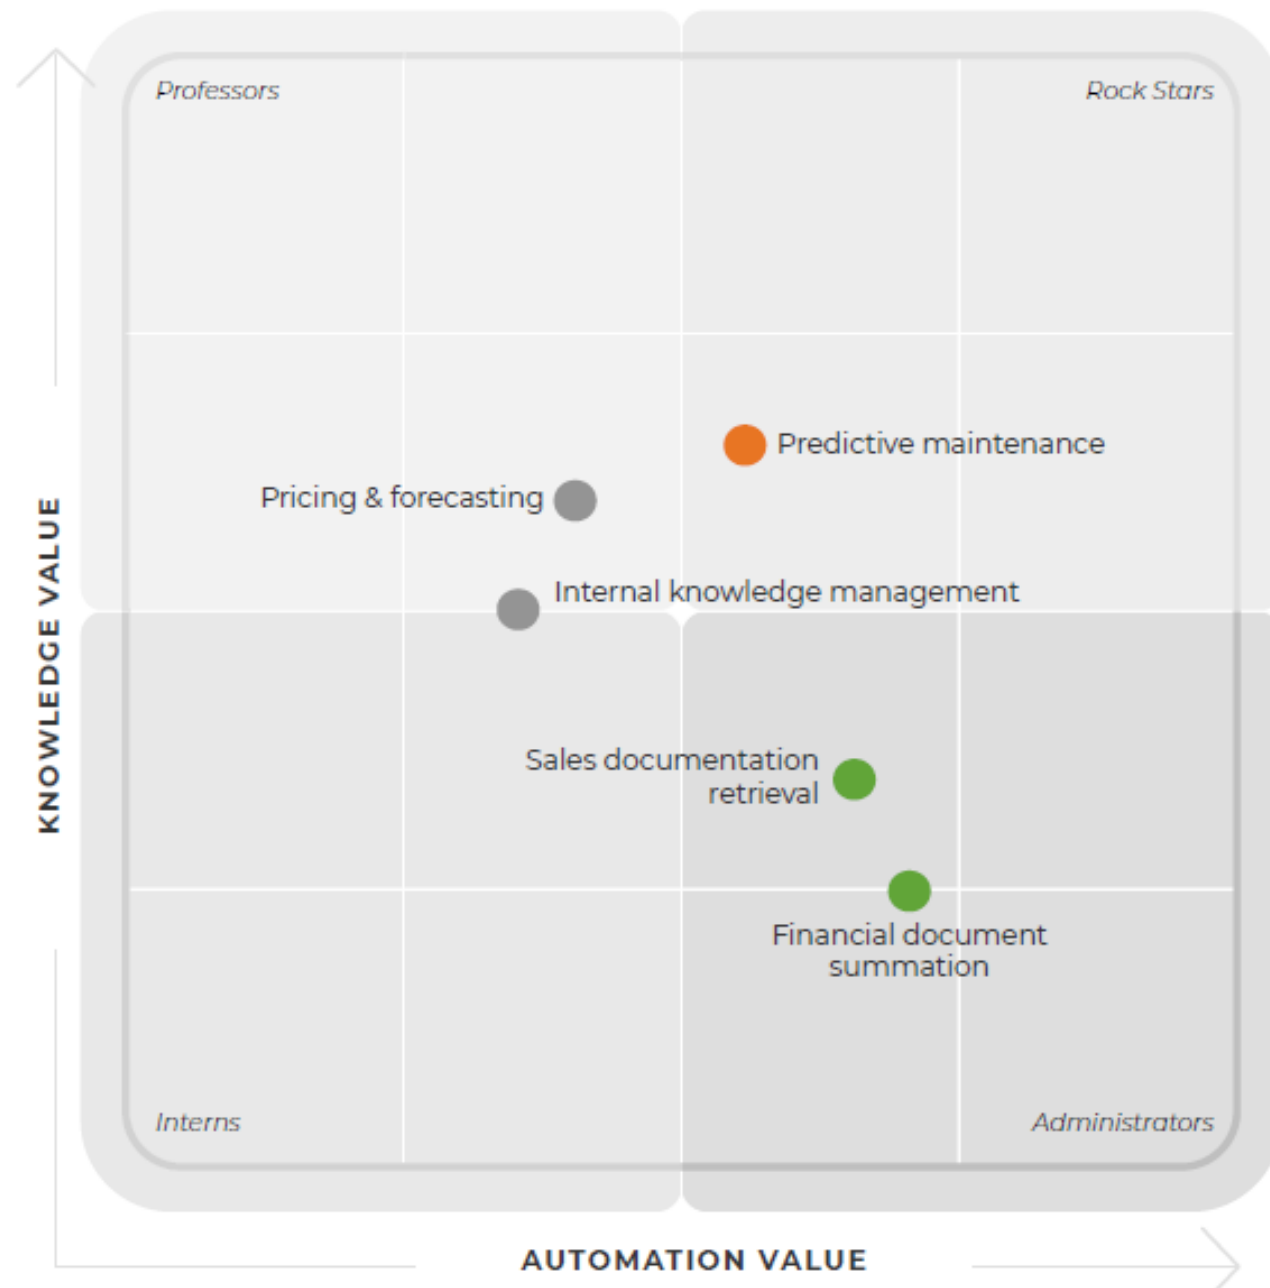 Professors
Rock Stars
Predictive maintenance
Pricing & forecasting
Internal knowledge management
KNOWLEDGE VALUE
Sales documentation
retrieval
Financial document
summation
Interns
Administrators
AUTOMATION VALUE